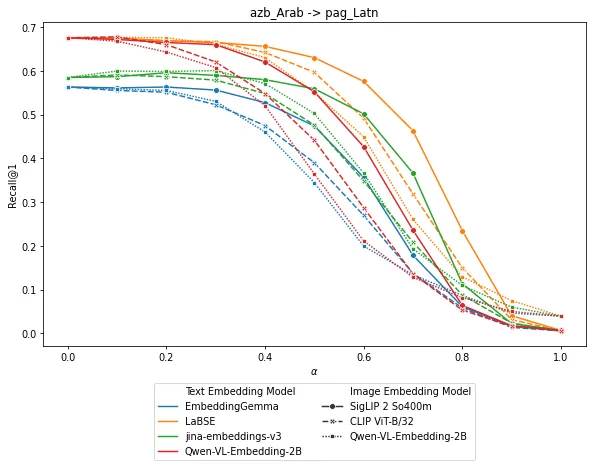 azb_Arab -> pag_Latn
Recall@1
0.7
0.6
0.5
0.4
0.3
0.2
0.1
0.0
0.0 0.2 0.4 0.6 0.8 1.0
α
Text Embedding Model Image Embedding Model
EmbeddingGemma SigLIP 2 So400m
LaBSE CLIP ViT-B/32
jina-embeddings-v3 Qwen-VL-Embedding-2B
Qwen-VL-Embedding-2B